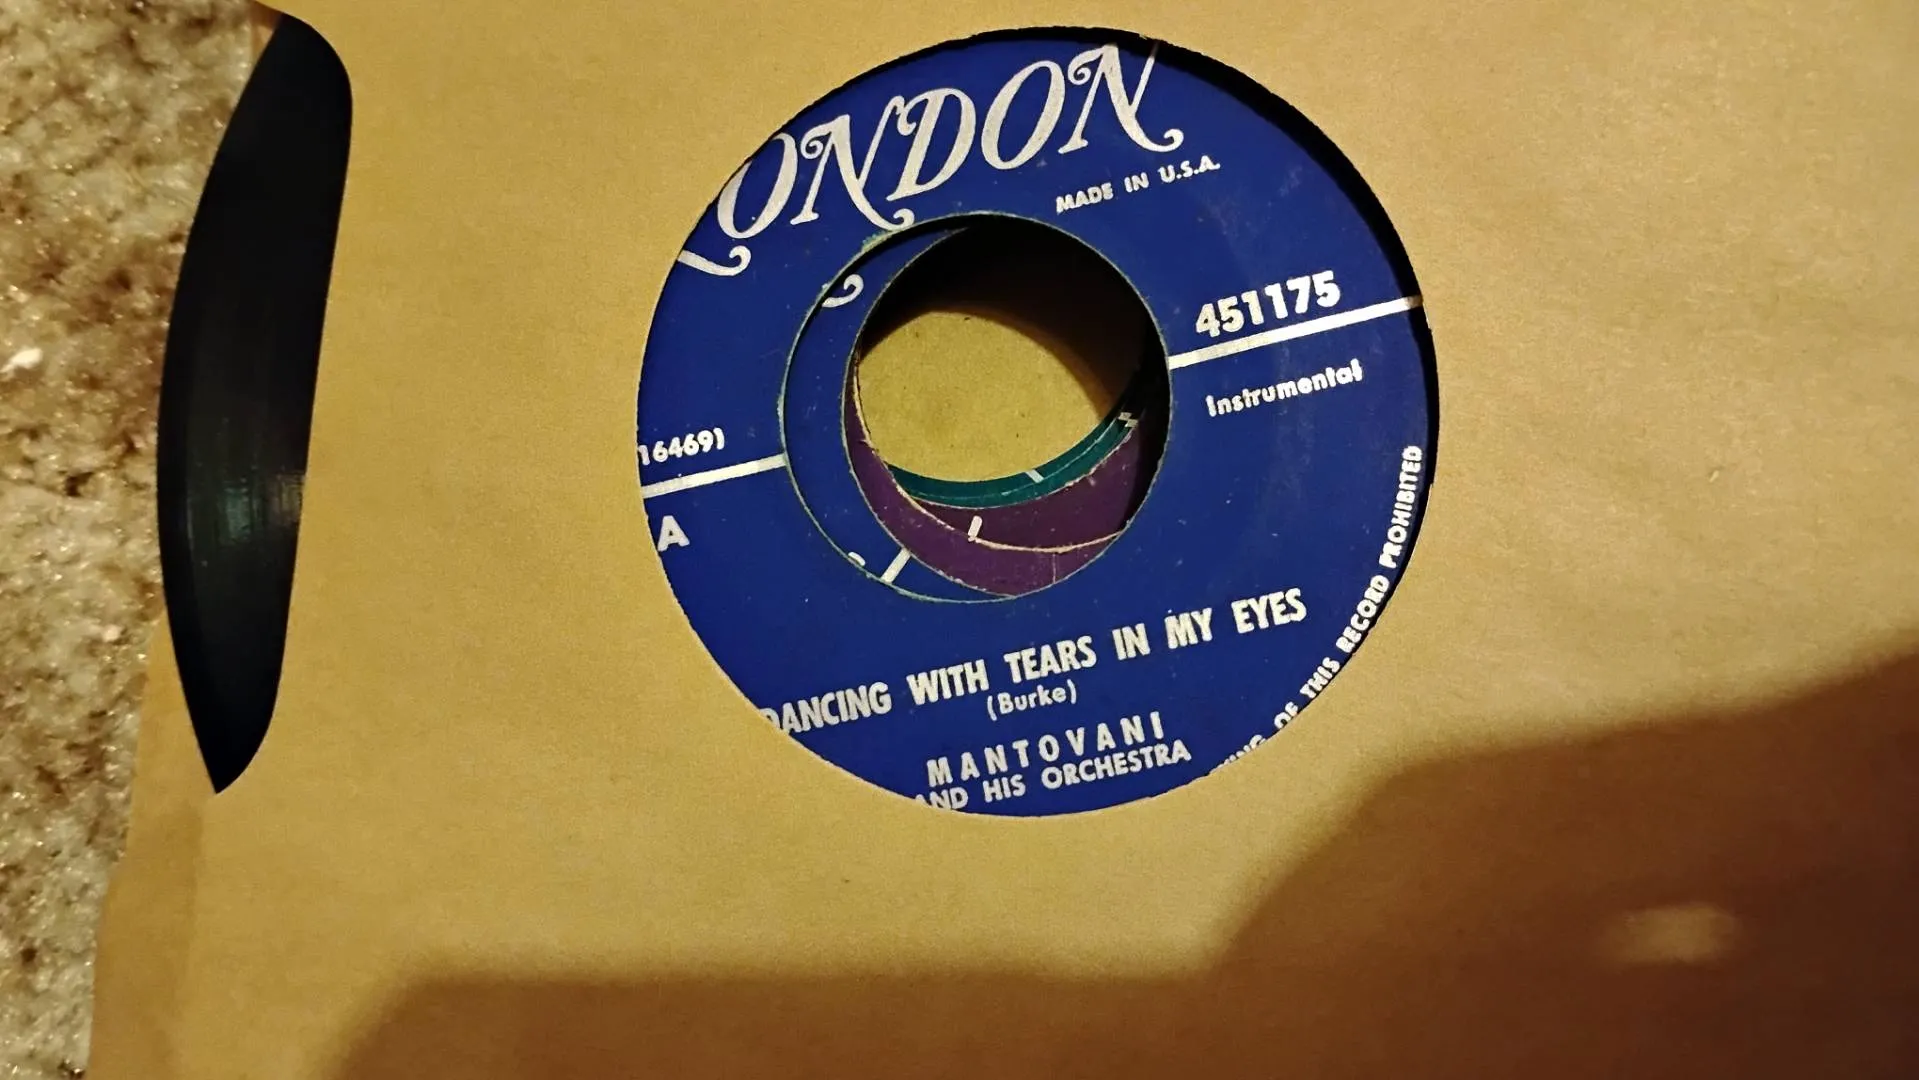 LONDON
MADE IN U.S.A.
451175
Instrumental
16469)
A
DANCING WITH TEARS IN MY EYES
(Burke)
MANTOVANI
AND HIS ORCHESTRA
OF THIS RECORD PROHIBITED